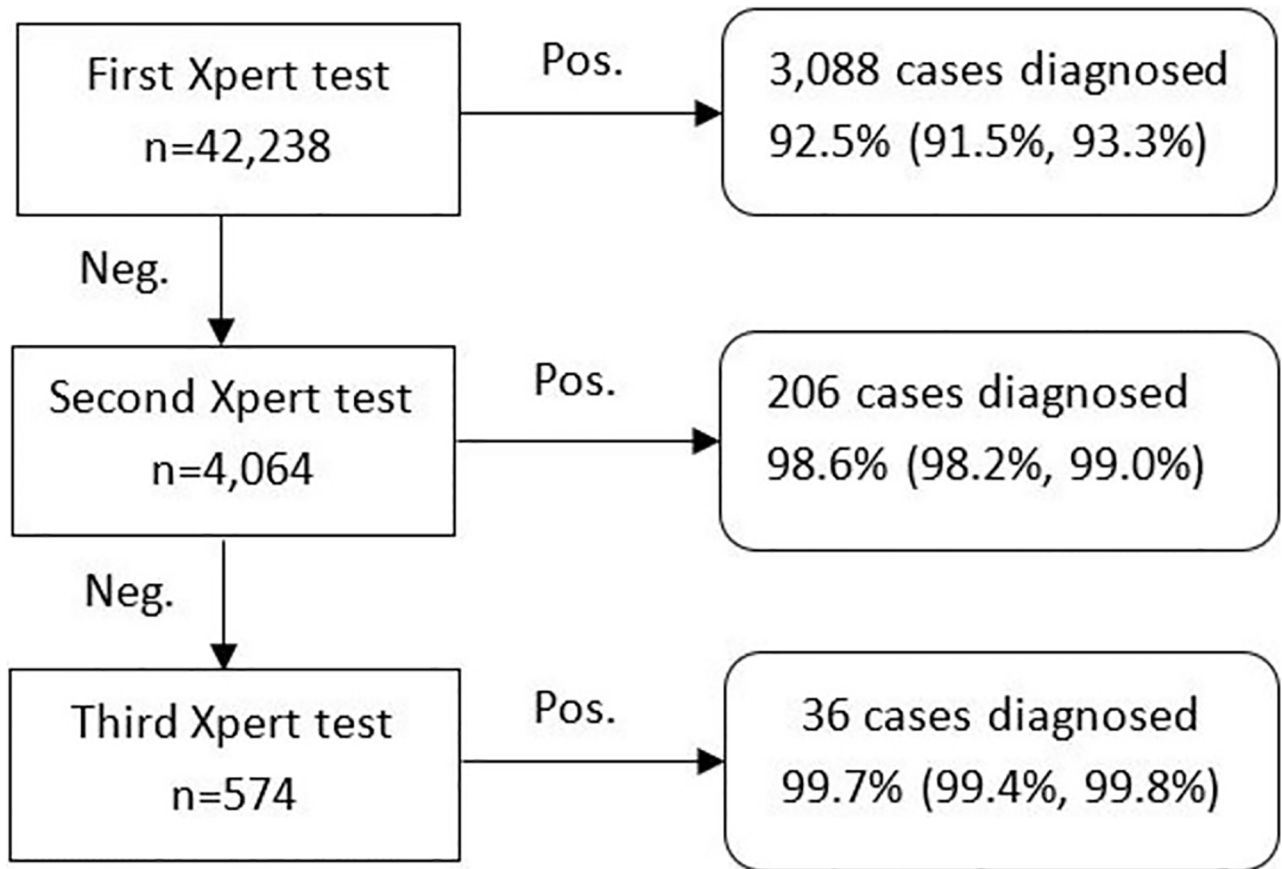 First Xpert test
n=42,238
Pos.
3,088 cases diagnosed
92.5% (91.5%, 93.3%)
Neg.
Second Xpert test
n=4,064
Pos.
206 cases diagnosed
98.6% (98.2%, 99.0%)
Neg.
Third Xpert test
n=574
Pos.
36 cases diagnosed
99.7% (99.4%, 99.8%)